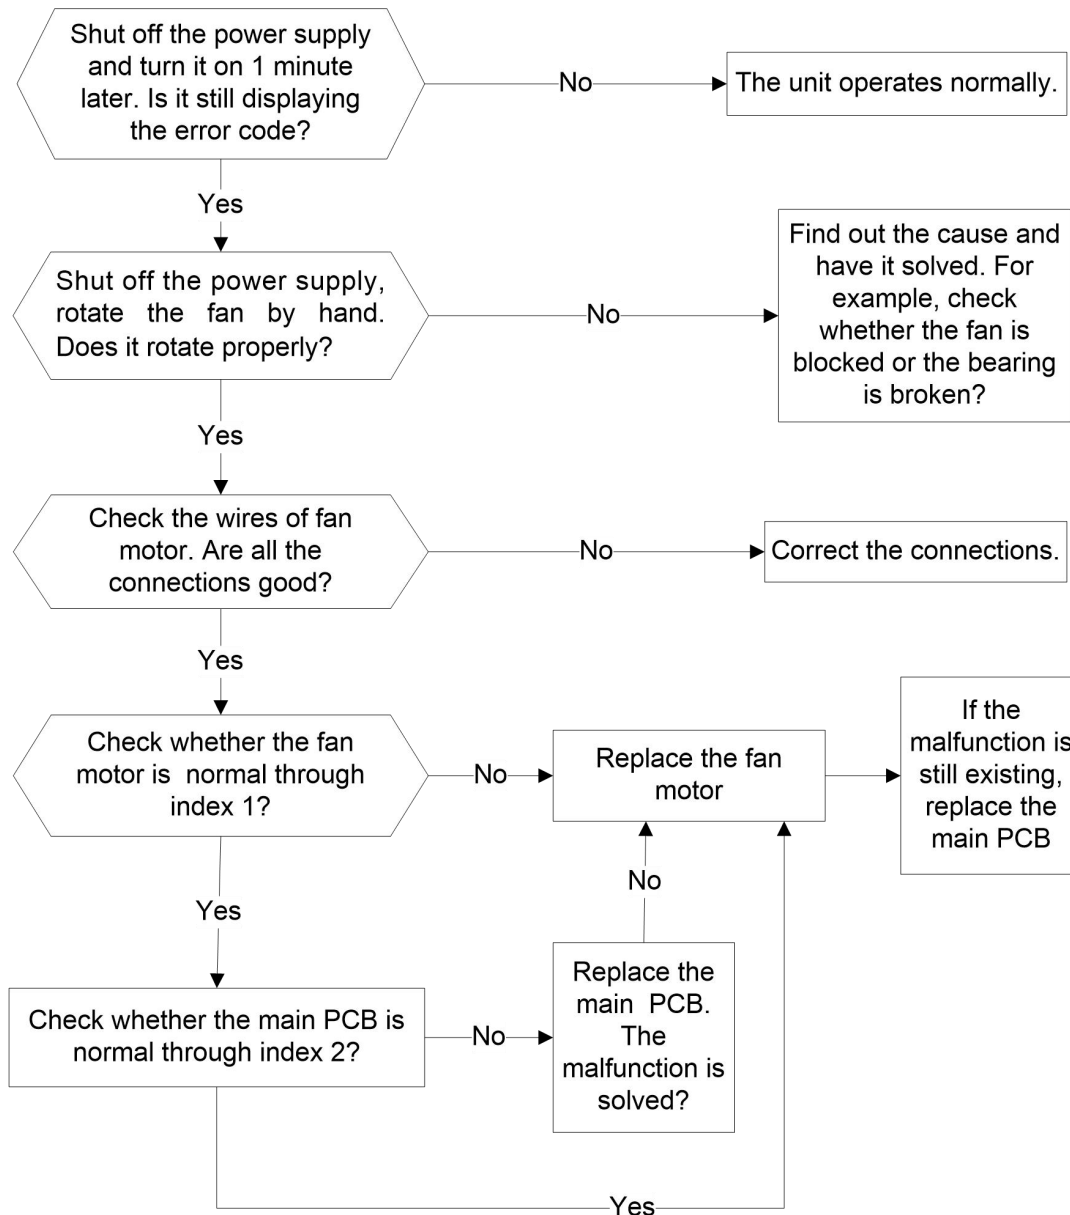 Shut off the power supply
and turn it on 1 minute
later. Is it still displaying
the error code?
No
The unit operates normally.
Yes
Shut off the power supply,
rotate the fan by hand.
Does it rotate properly?
No
Find out the cause and
have it solved. For
example, check
whether the fan is
blocked or the bearing
is broken?
Yes
Check the wires of fan
motor. Are all the
connections good?
No
Correct the connections.
Yes
Check whether the fan
motor is normal through
index 1?
No
Replace the fan
motor
If the
malfunction is
still existing,
replace the
main PCB
Yes
No
Check whether the main PCB is
normal through index 2?
No
Replace the
main PCB.
The
malfunction is
solved?
Yes